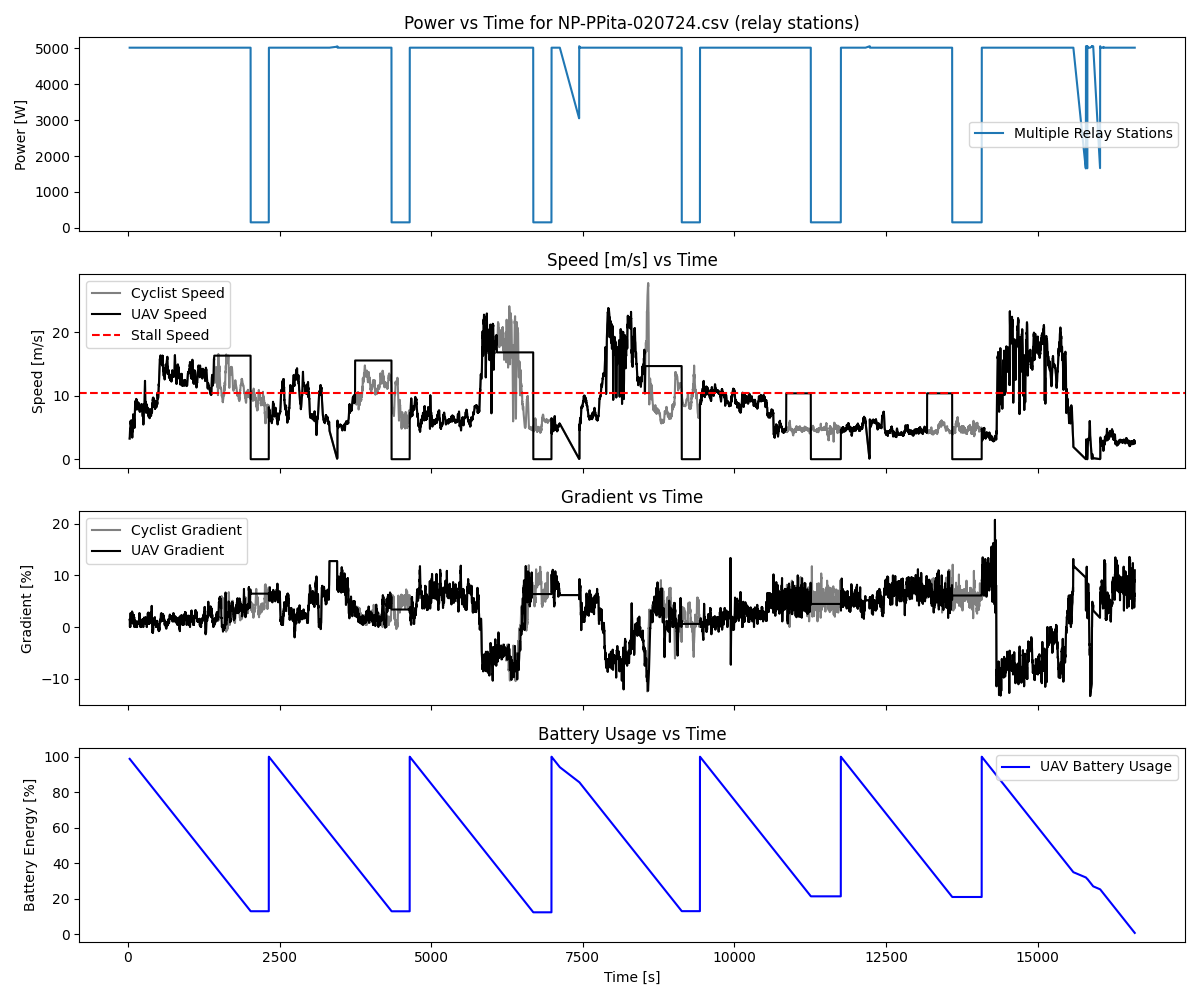 Power vs Time for NP-PPita-020724.csv (relay stations)
5000
4000
3000
2000
1000
0
Power [W]
Multiple Relay Stations
Speed [m/s] vs Time
20
10
0
Speed [m/s]
Cyclist Speed
UAV Speed
Stall Speed
Gradient vs Time
20
10
0
−10
Gradient [%]
Cyclist Gradient
UAV Gradient
Battery Usage vs Time
100
80
60
40
20
0
Battery Energy [%]
UAV Battery Usage
0 2500 5000 7500 10000 12500 15000
Time [s]